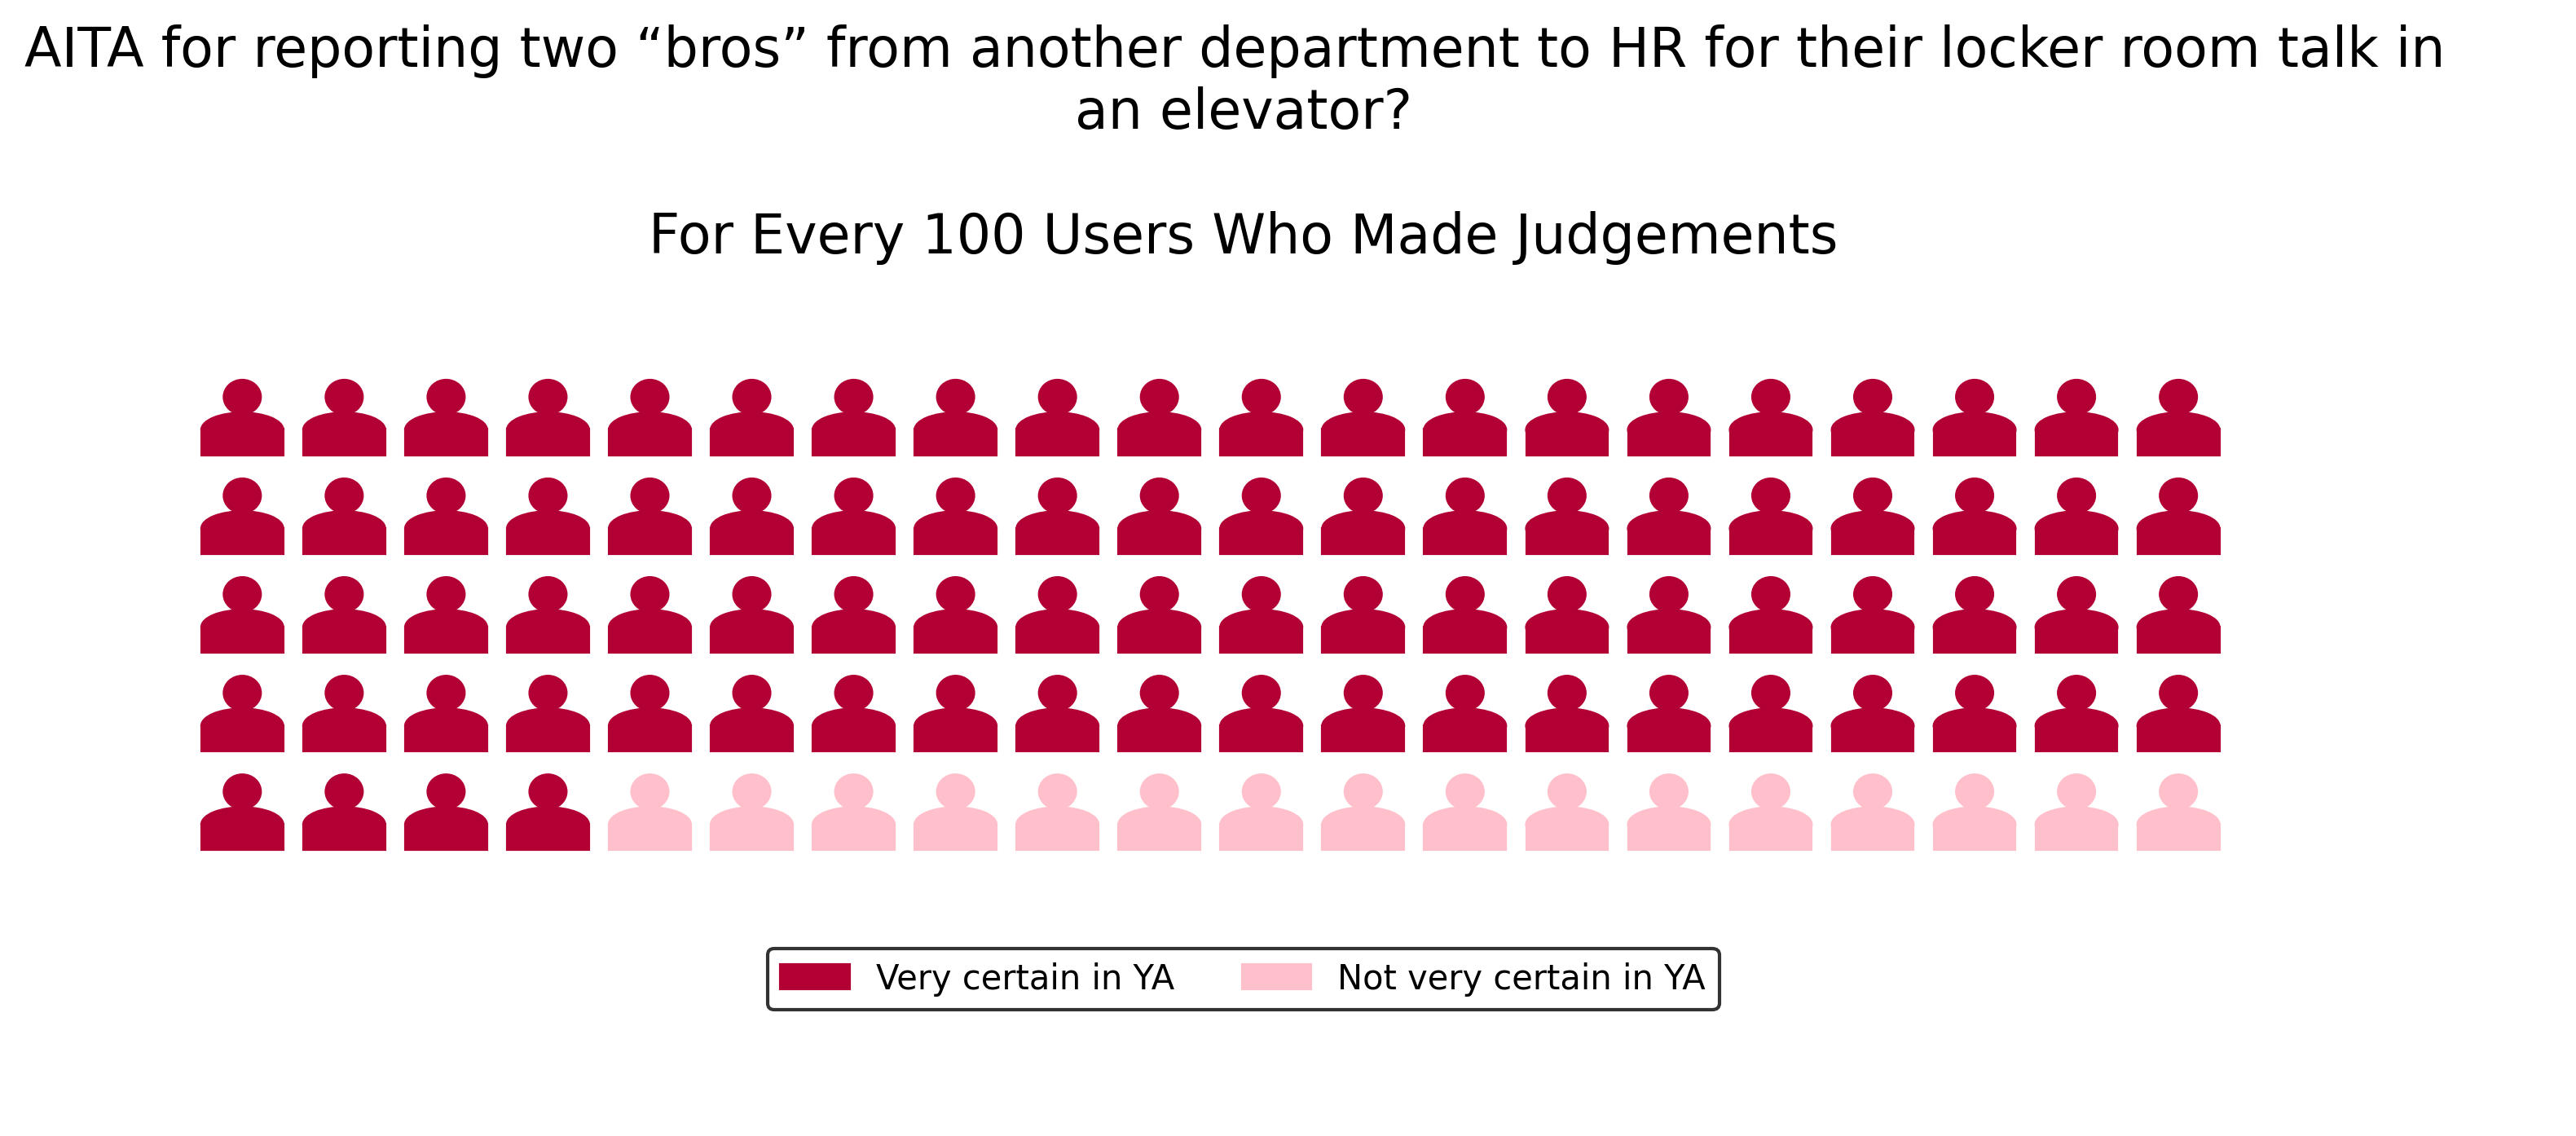 AITA for reporting two “bros” from another department to HR for their locker room talk in
an elevator?
For Every 100 Users Who Made Judgements
Very certain in YA
Not very certain in YA